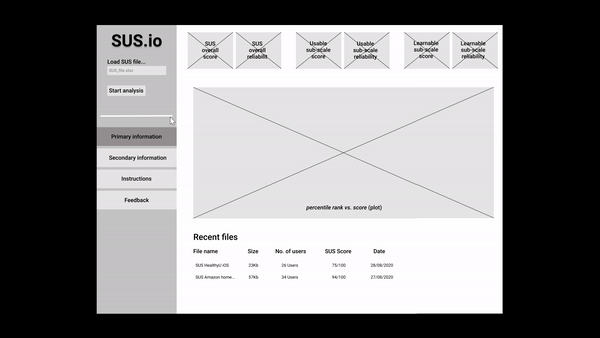 SUS.io
Load SUS file...
SUS_file.xlsx
Start analysis
Primary information
Secondary information
Instructions
Feedback
SUS
overall
score
SUS
overall
reliabilit
Usable
sub-scale
score
Usable
sub-scale
reliability
Learnable
sub-scale
score
Learnable
sub-scale
reliability
percentile rank vs. score (plot)
Recent files
File name Size No. of users SUS Score Date
SUS HealthyU iOS 23Kb 26 Users 75/100 28/08/2020
SUS Amazon home... 57Kb 34 Users 94/100 27/08/2020